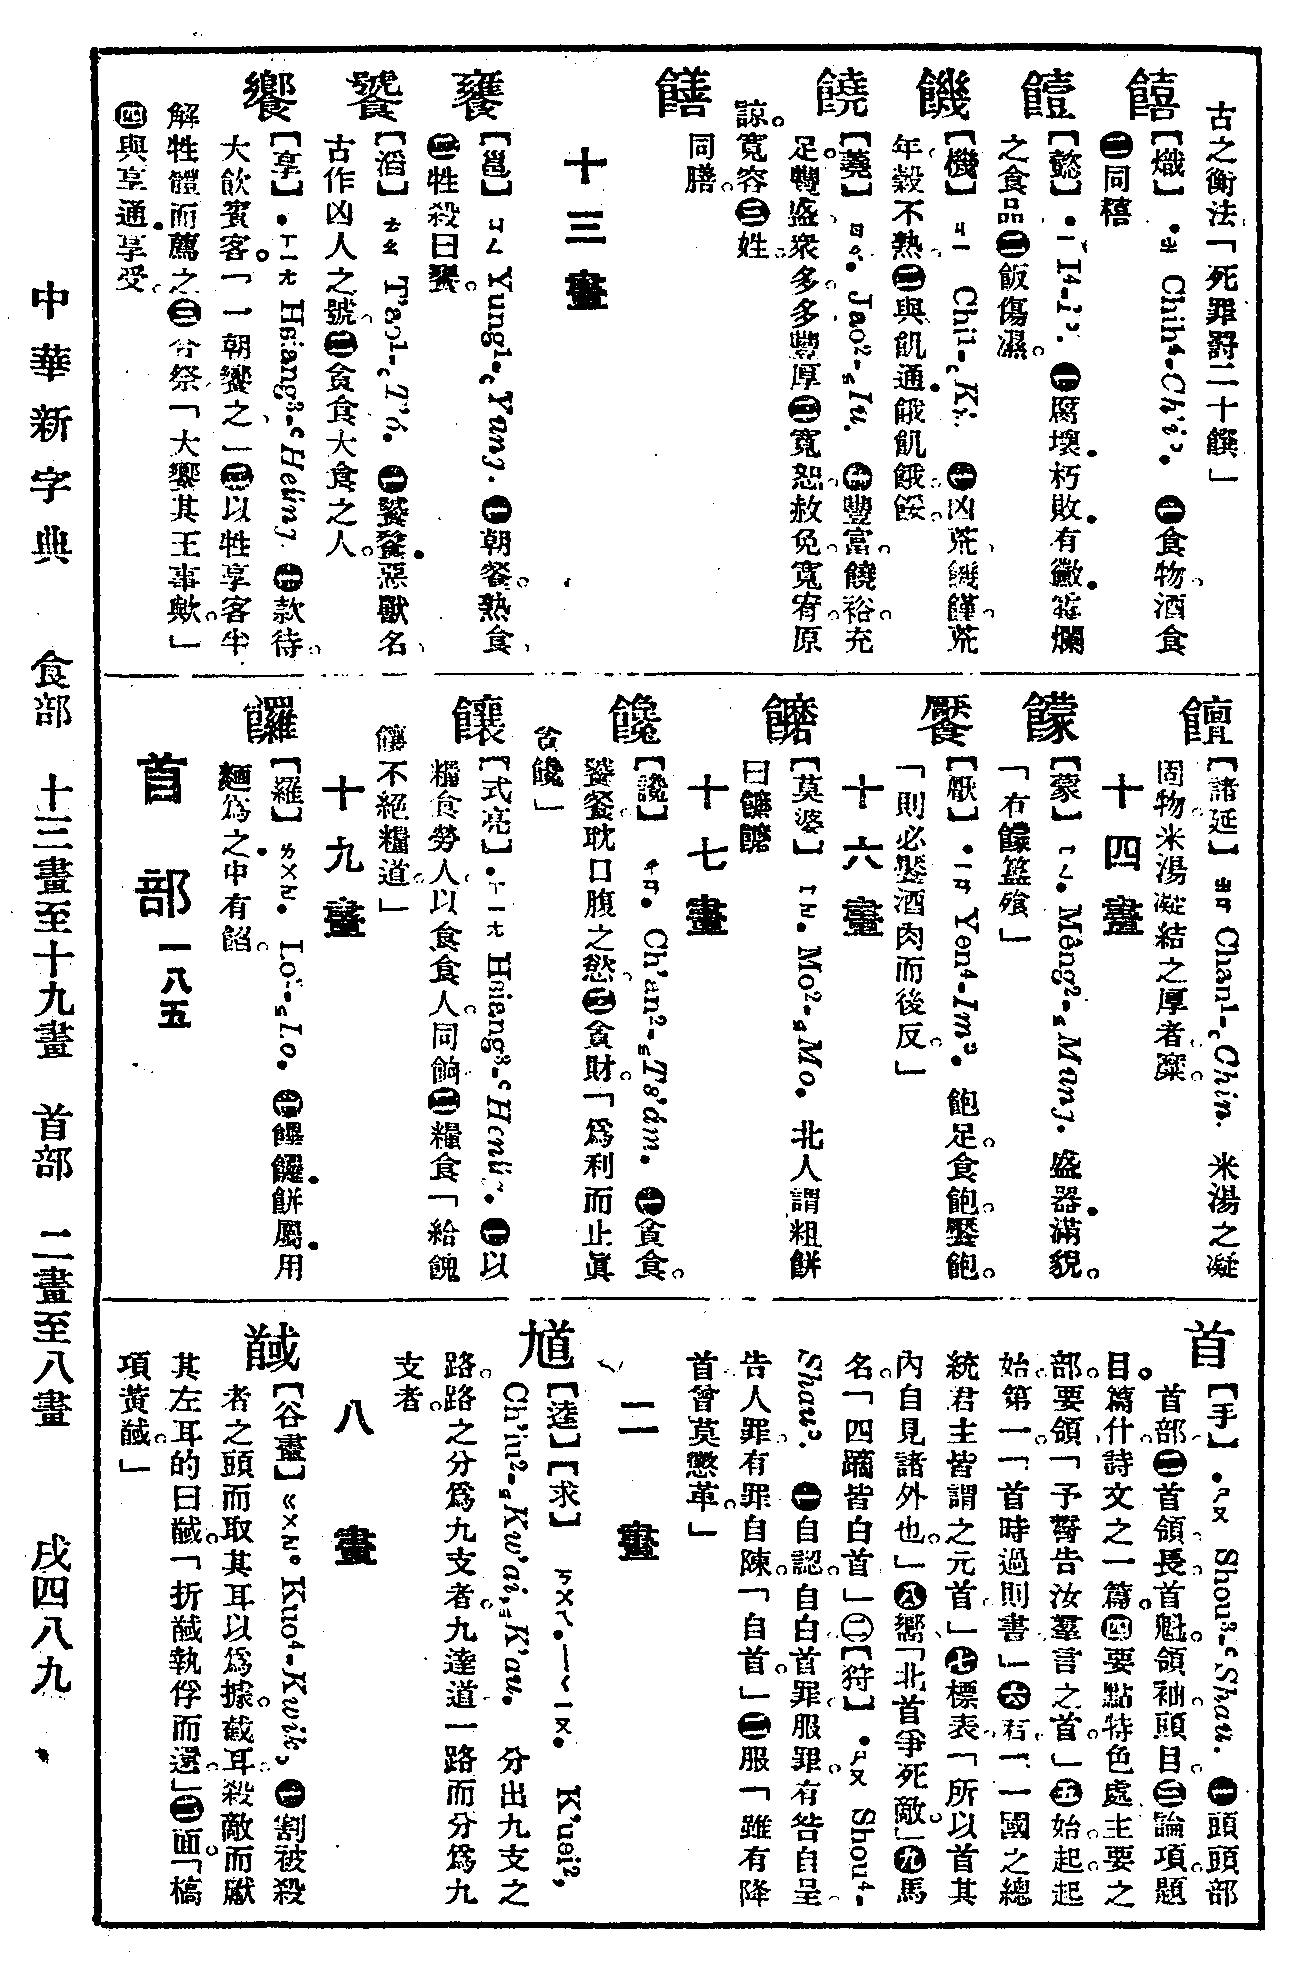 古之衡法「死罪罸二十饌」
饎
【熾】．ㄔ Chih⁴-Ch'i'。㊀食物酒食
㊁同糦
饐
【懿】．ㄧ I⁴-I'．㊀腐壞朽敗有黴霉爛
之食品㊁飯傷濕。
饑
【機】ㄐㄧ Chi¹-Ki. ㊀凶荒饑饉荒
年穀不熟㊁與飢通餓飢餓餒。
饒
【蕘】ㄖㄠ．Jao²-Iu. ㊀豐富饒裕充
足豐盛衆多多豐厚㊁寬恕赦免寬宥原
諒。寬容㊂姓。
饍
同膳。
十三畫
饔
【邕】ㄩㄥ Yung¹-Yang. ㊀朝餐熟食
㊁牲殺曰饔。
饕
【滔】ㄊㄠ T'ao¹-T'ó. ㊀饕餮惡獸名
古作凶人之號㊁貪食大食之人。
饗
【享】．ㄒㄧㄤ Hsiang³-Heüng ㊀款待
大飲賓客。「一朝饗之」㊁以牲享客半
解牲體而薦之㊂合祭「大饗其王事歟」
㊃與享通享受。
饘
【諸延】ㄓㄢ Chan¹-Chin. 米湯之凝
固物米湯凝結之厚者糜。
十四畫
饛
【蒙】ㄇㄥ．Mêng²-Mung. 盛器滿貌。
「有饛簋飧」
饜
【厭】．ㄧㄢ Yen⁴-Im'. 飽足食飽饜飽。
「則必饜酒肉而後反」
十六畫
饝
【莫婆】ㄇㄛ．Mo²-Mo. 北人謂粗餅
曰饝饝
十七畫
饞
【讒】ㄔㄢ．Ch'an²-Ts'ám. ㊀貪食。
饕餐耽口腹之慾㊁貪財。「爲利而止眞
貪饞」
饟
【式亮】．ㄒㄧㄤ Hsiang³-Heüng'. ㊀以
糧食勞人以食食人同餉㊁糧食「給餽
饟不絕糧道」
十九畫
饠
【羅】ㄌㄨㄛ．Lo²-Lo. ㊀饆饠餅屬用
麵爲之中有餡。
首部一八五
首
【手】．ㄕㄡ Shou³-Shau. ㊀頭頭部
首部㊁首領長首魁領袖頭目㊂論項題
目。篇什詩文之一篇㊃要點特色處主要之
部。要領「予誓告汝羣言之首」㊄始起起
始。第一「首時過則書」㊅君「一國之總
統君主皆謂之元首」㊆標表「所以首其
內自見諸外也」㊇嚮「北首爭死敵」㊈馬
名「四蹢皆白首」㈡【狩】．ㄕㄡ Shou⁴-
Shau'. ㊀自認自白首罪服罪有咎自呈
告人罪有罪自陳「自首」㊁服「雖有降
首曾莫懲革」
二畫
馗
【逵】【求】ㄎㄨㄟ．ㄑㄧㄡ．K'uei²,
Ch'iu²-Kw'ai, K'au. 分出九支之
路。路之分爲九支者九達道一路而分爲九
支者。
八畫
馘
【谷畫】ㄍㄨㄛ。Kuo⁴-Kwik, ㊀割被殺
者之頭而取其耳以爲據。截耳殺敵而獻
其左耳的曰馘「折馘執俘而還」㊁面「槁
項黃馘」
中華新字典　食部　十三畫至十九畫　首部　二畫至八畫　戌四八九